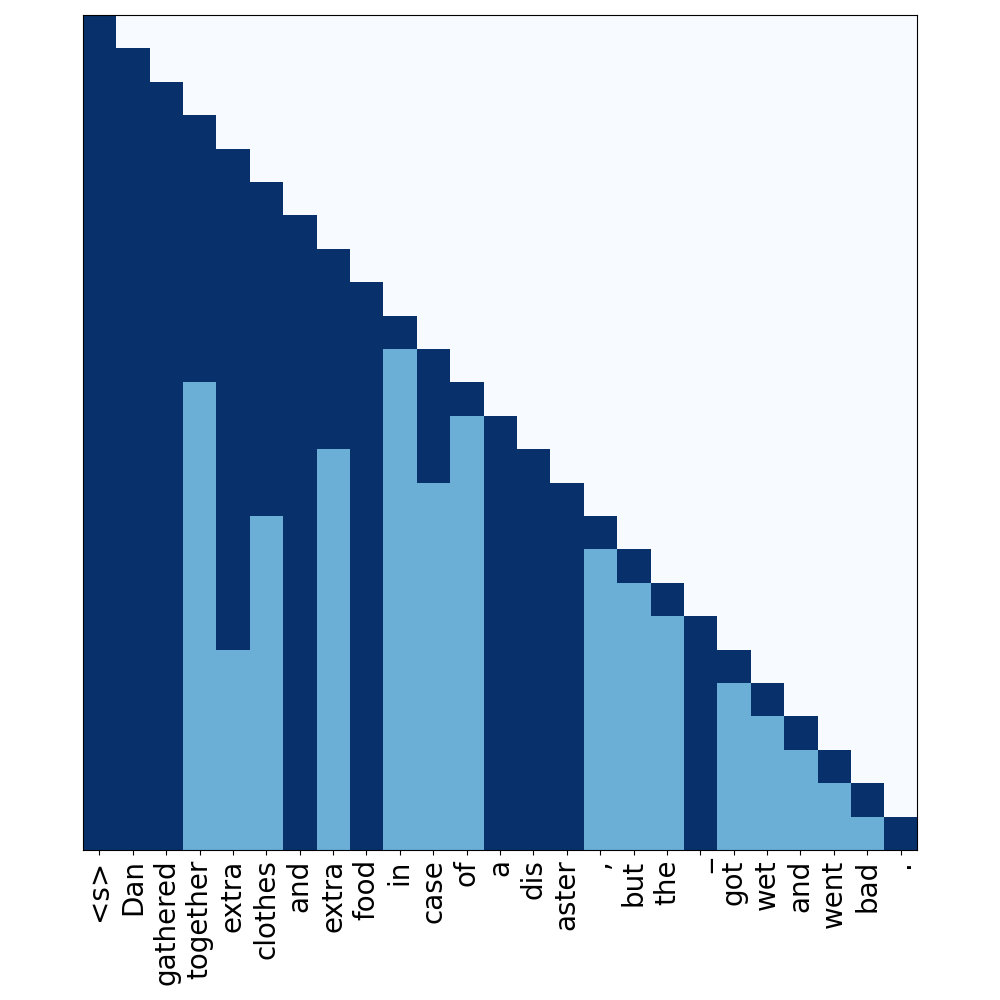 <s> Dan gathered together extra clothes and extra food in case of a dis aster , but the _ got wet and went bad .